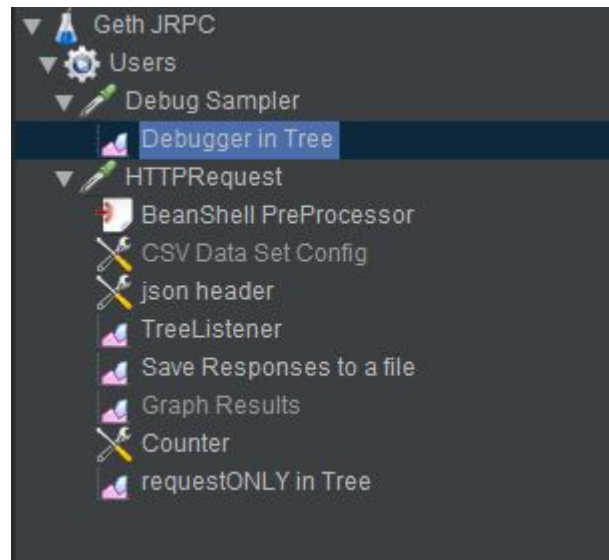 Geth JRPC
Users
Debug Sampler
Debugger in Tree
HTTPRequest
BeanShell PreProcessor
CSV Data Set Config
json header
TreeListener
Save Responses to a file
Graph Results
Counter
requestONLY in Tree